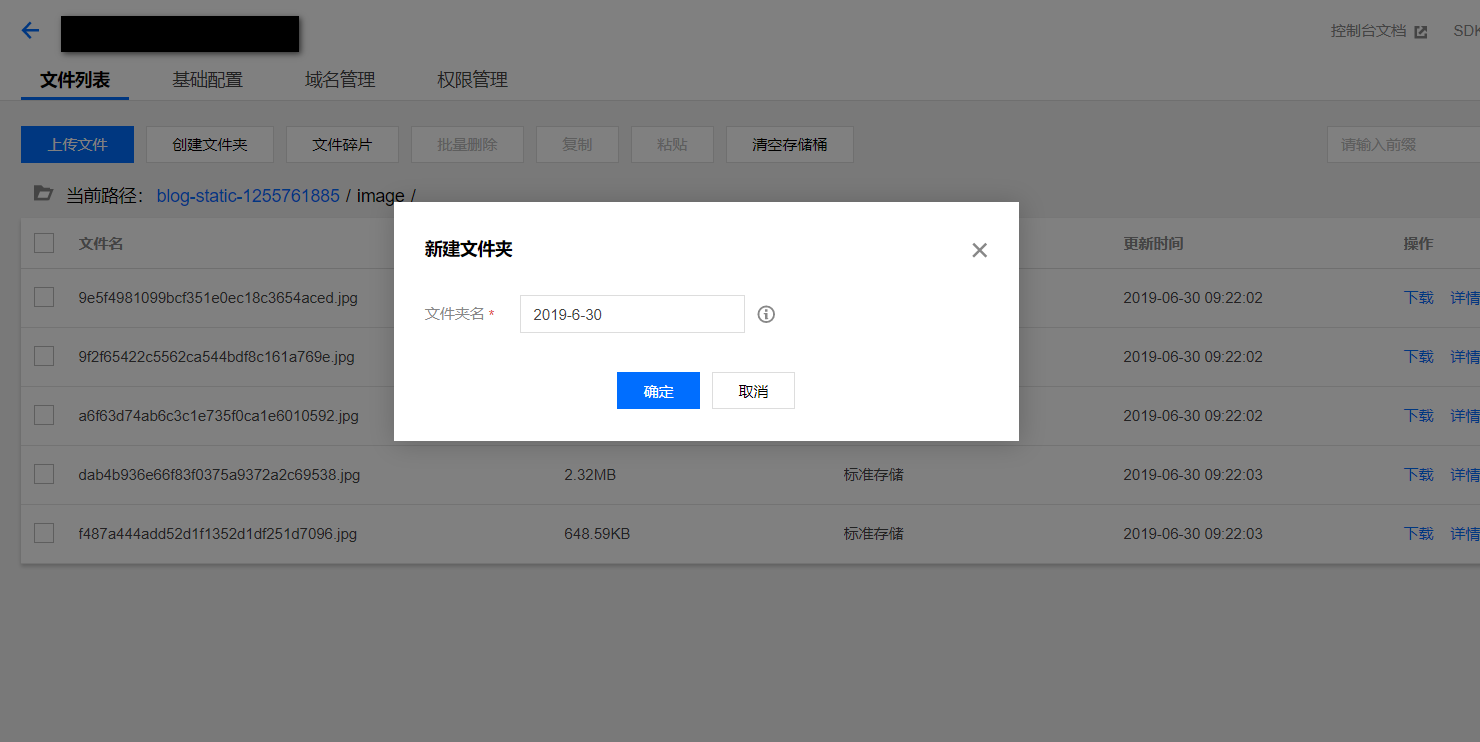 控制台文档 SDK
文件列表 基础配置 域名管理 权限管理
上传文件 创建文件夹 文件碎片 批量删除 复制 粘贴 清空存储桶 请输入前缀
当前路径： blog-static-1255761885 / image /
新建文件夹
文件名 更新时间 操作
9e5f4981099bcf351e0ec18c3654aced.jpg 2019-06-30 09:22:02 下载 详情
文件夹名 * 2019-6-30
9f2f65422c5562ca544bdf8c161a769e.jpg 2019-06-30 09:22:02 下载 详情
确定 取消
a6f63d74ab6c3c1e735f0ca1e6010592.jpg 2019-06-30 09:22:02 下载 详情
dab4b936e66f83f0375a9372a2c69538.jpg 2.32MB 标准存储 2019-06-30 09:22:03 下载 详情
f487a444add52d1f1352d1df251d7096.jpg 648.59KB 标准存储 2019-06-30 09:22:03 下载 详情